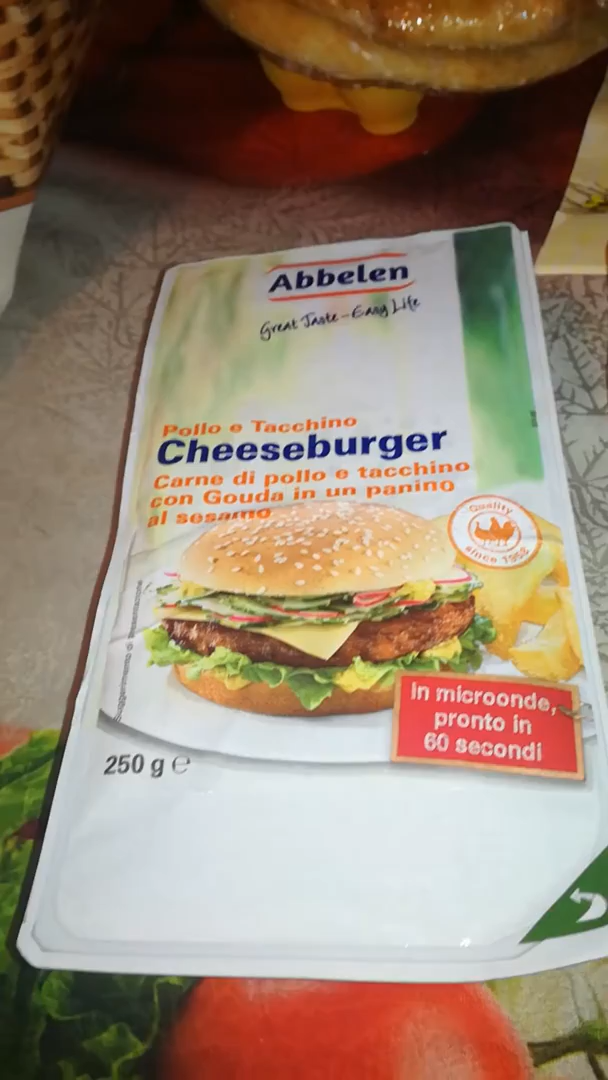 Abbelen
Great Taste - Easy Life
Pollo e Tacchino
Cheeseburger
Carne di pollo e tacchino
con Gouda in un panino
al sesamo
Quality
since 1952
In microonde,
pronto in
60 secondi
250 g e